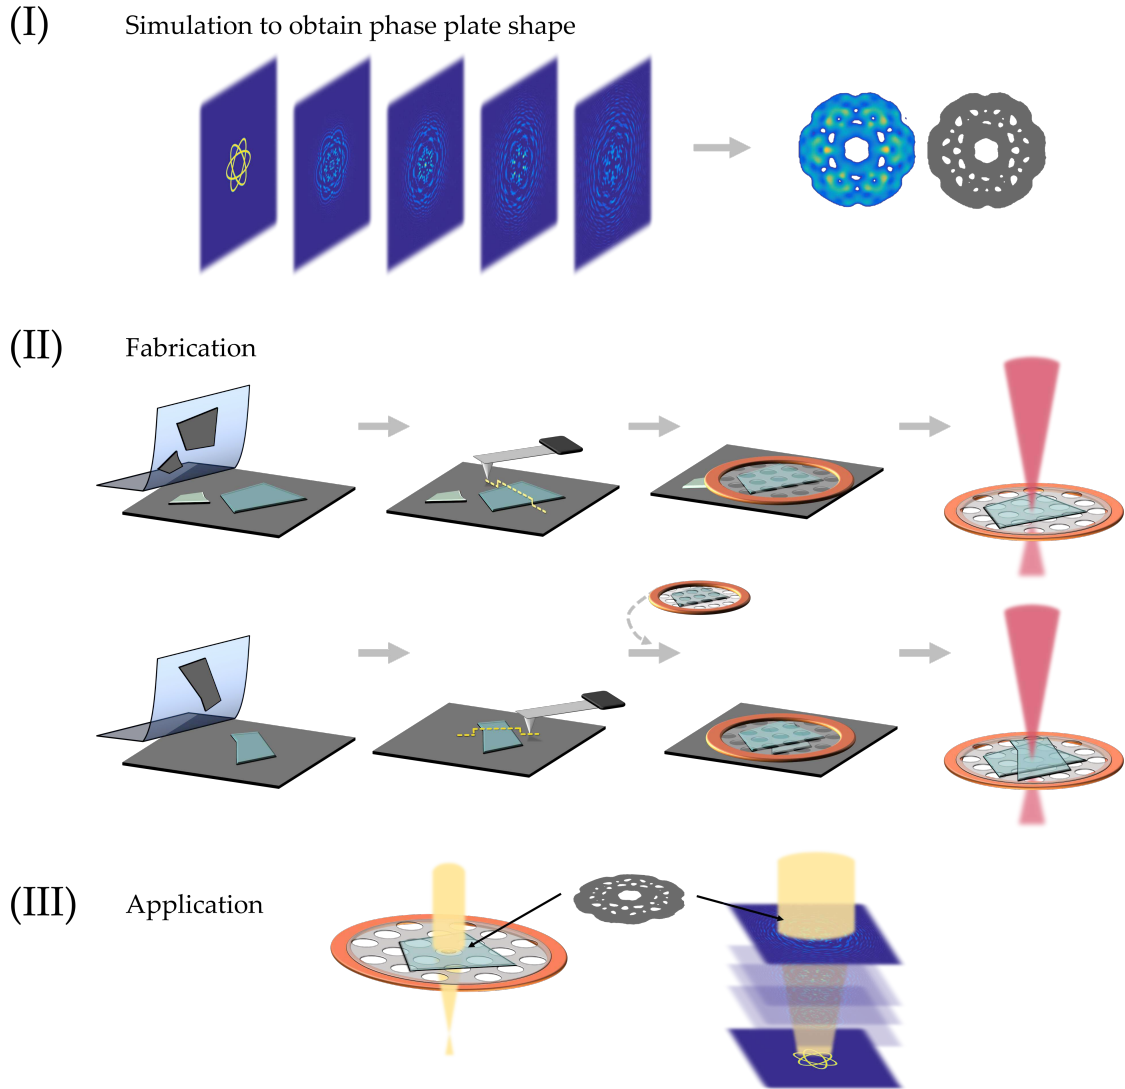 (I)
Simulation to obtain phase plate shape
(II)
Fabrication
(III)
Application